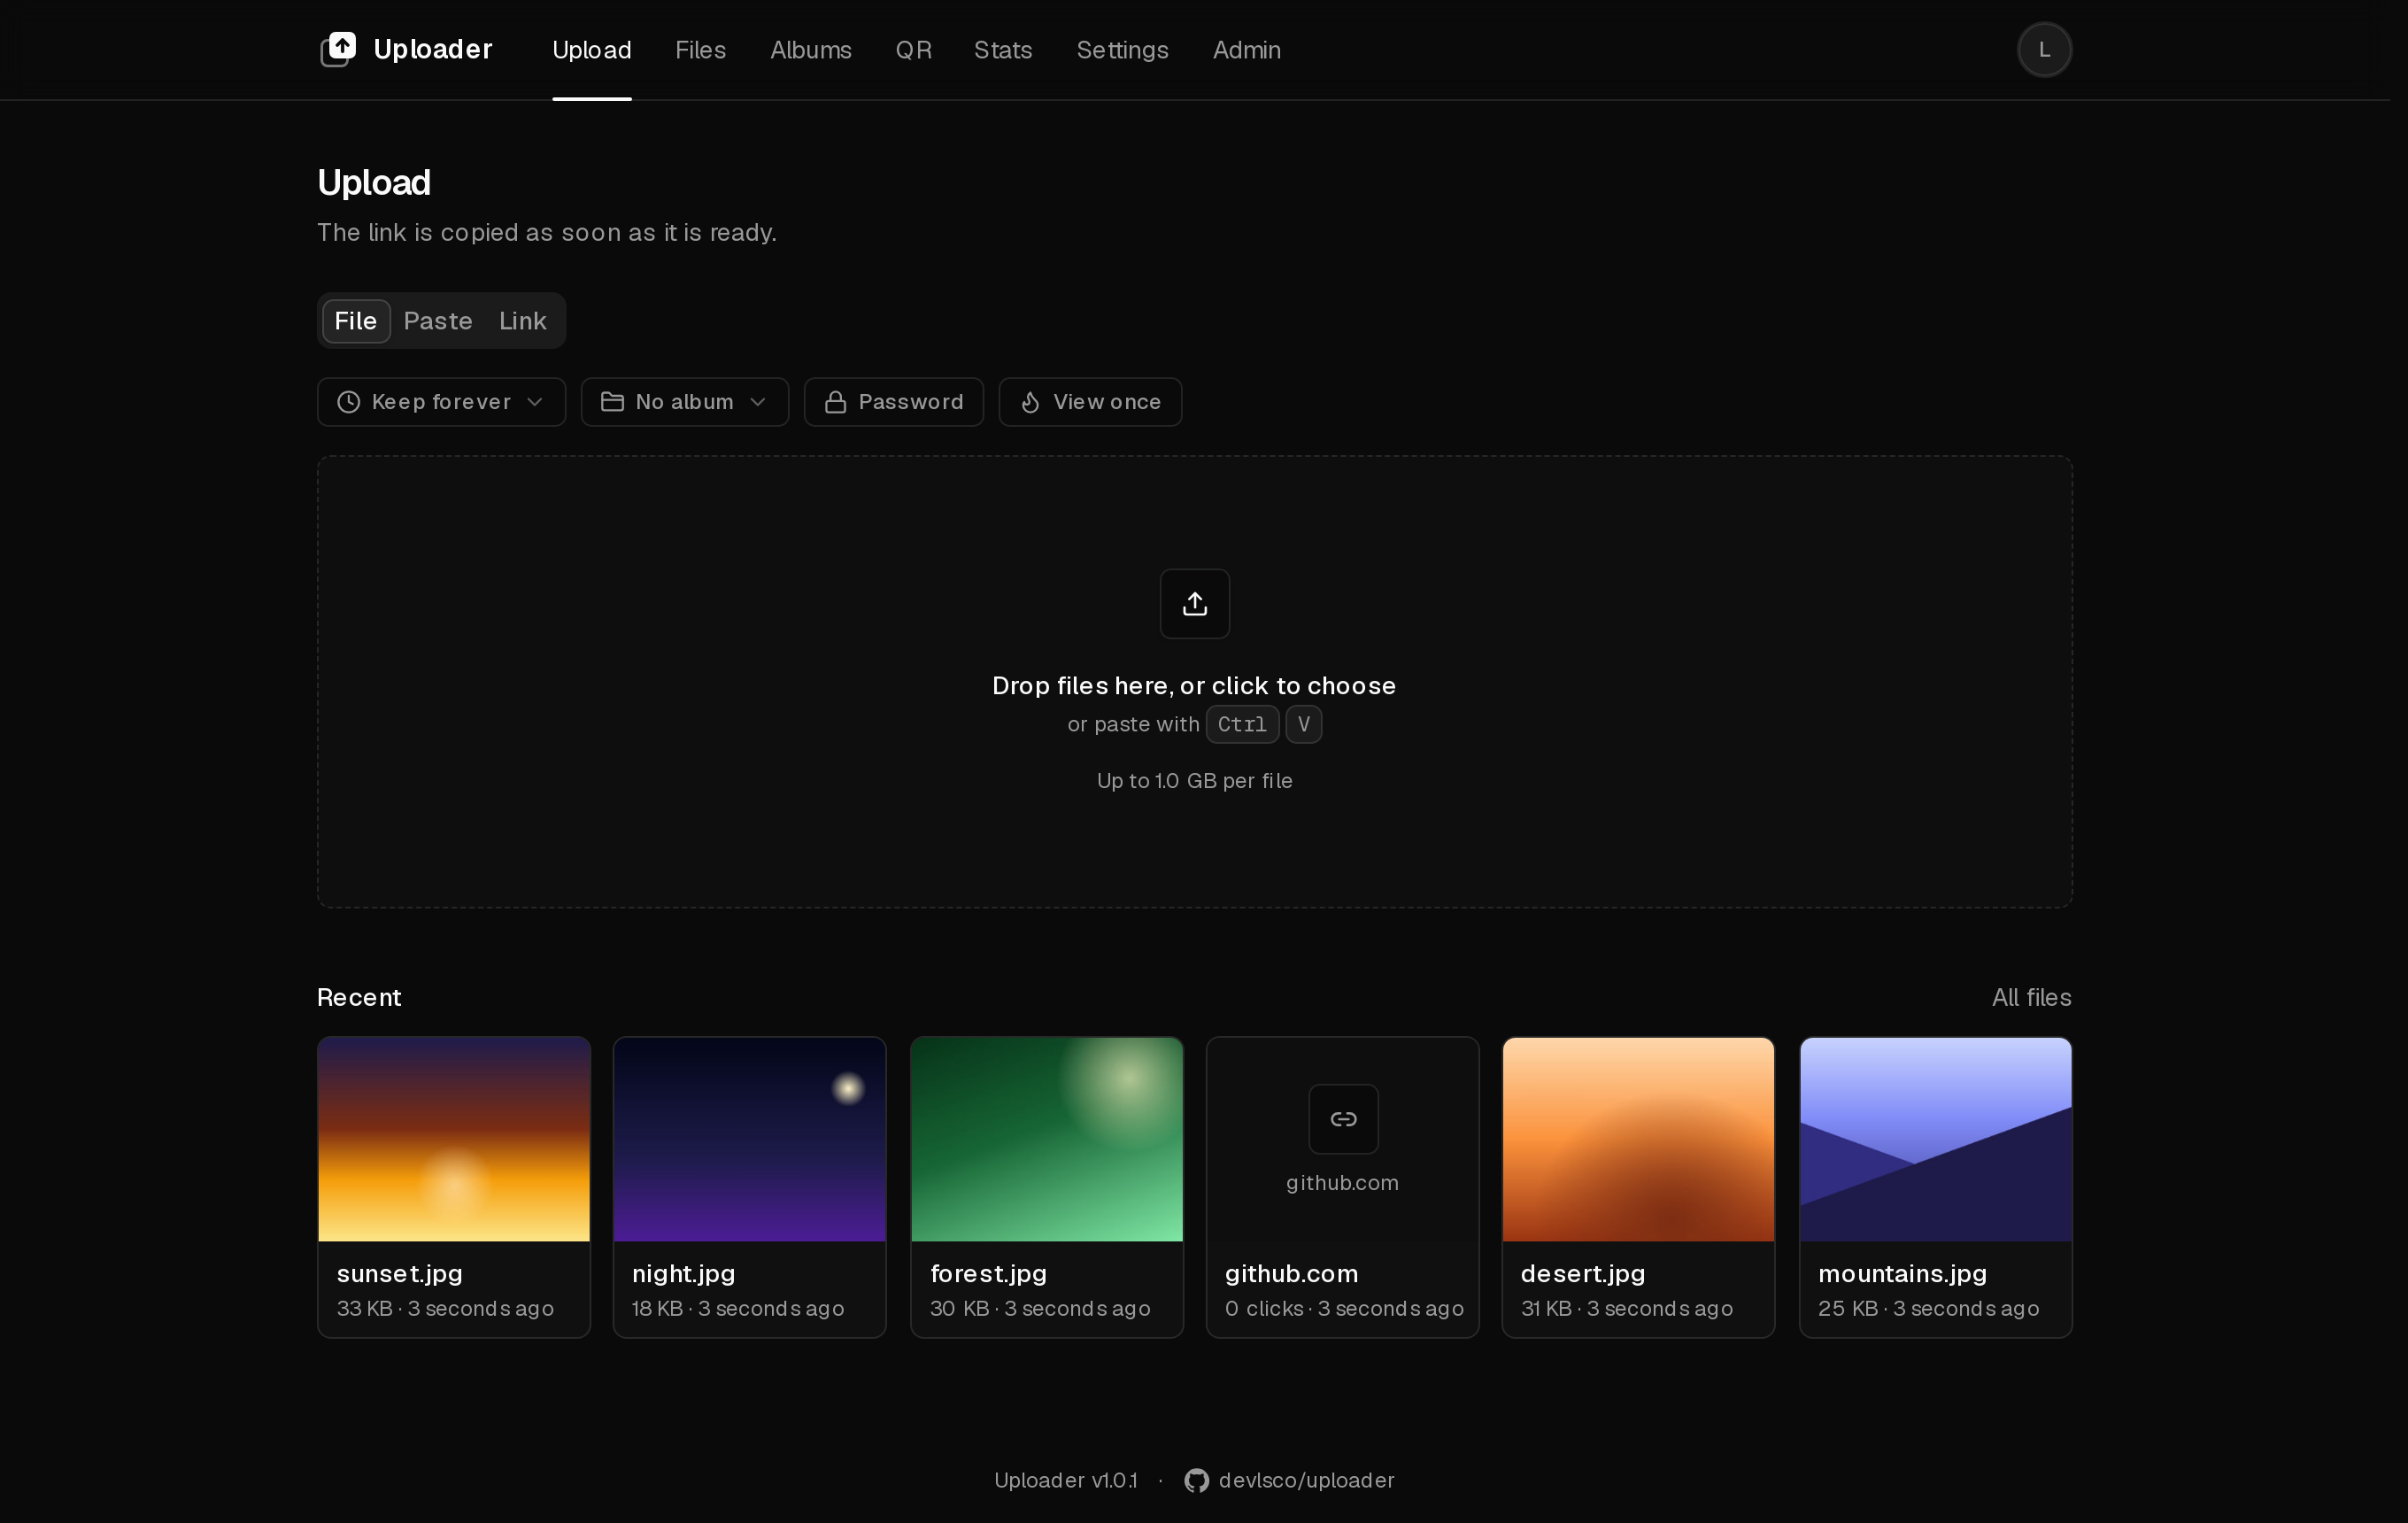 Uploader
Upload
Files
Albums
QR
Stats
Settings
Admin
L
Upload
The link is copied as soon as it is ready.
File
Paste
Link
Keep forever
No album
Password
View once
Drop files here, or click to choose
or paste with Ctrl V
Up to 1.0 GB per file
Recent
All files
github.com
sunset.jpg
33 KB · 3 seconds ago
night.jpg
18 KB · 3 seconds ago
forest.jpg
30 KB · 3 seconds ago
github.com
0 clicks · 3 seconds ago
desert.jpg
31 KB · 3 seconds ago
mountains.jpg
25 KB · 3 seconds ago
Uploader v1.0.1 · devlsco/uploader